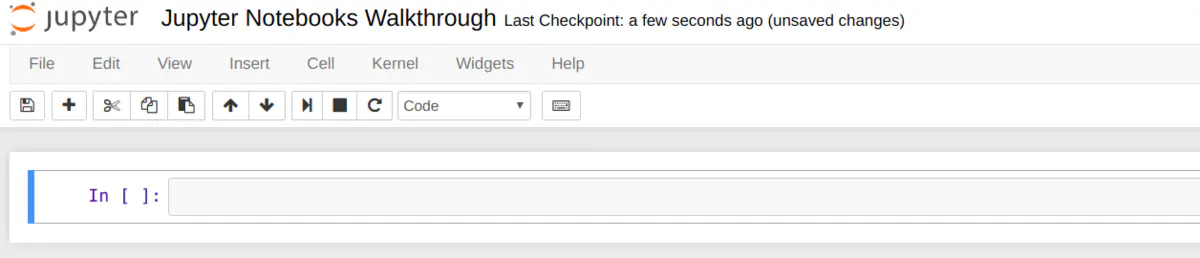 jupyter Jupyter Notebooks Walkthrough Last Checkpoint: a few seconds ago (unsaved changes)
File Edit View Insert Cell Kernel Widgets Help
Code
In [ ]: